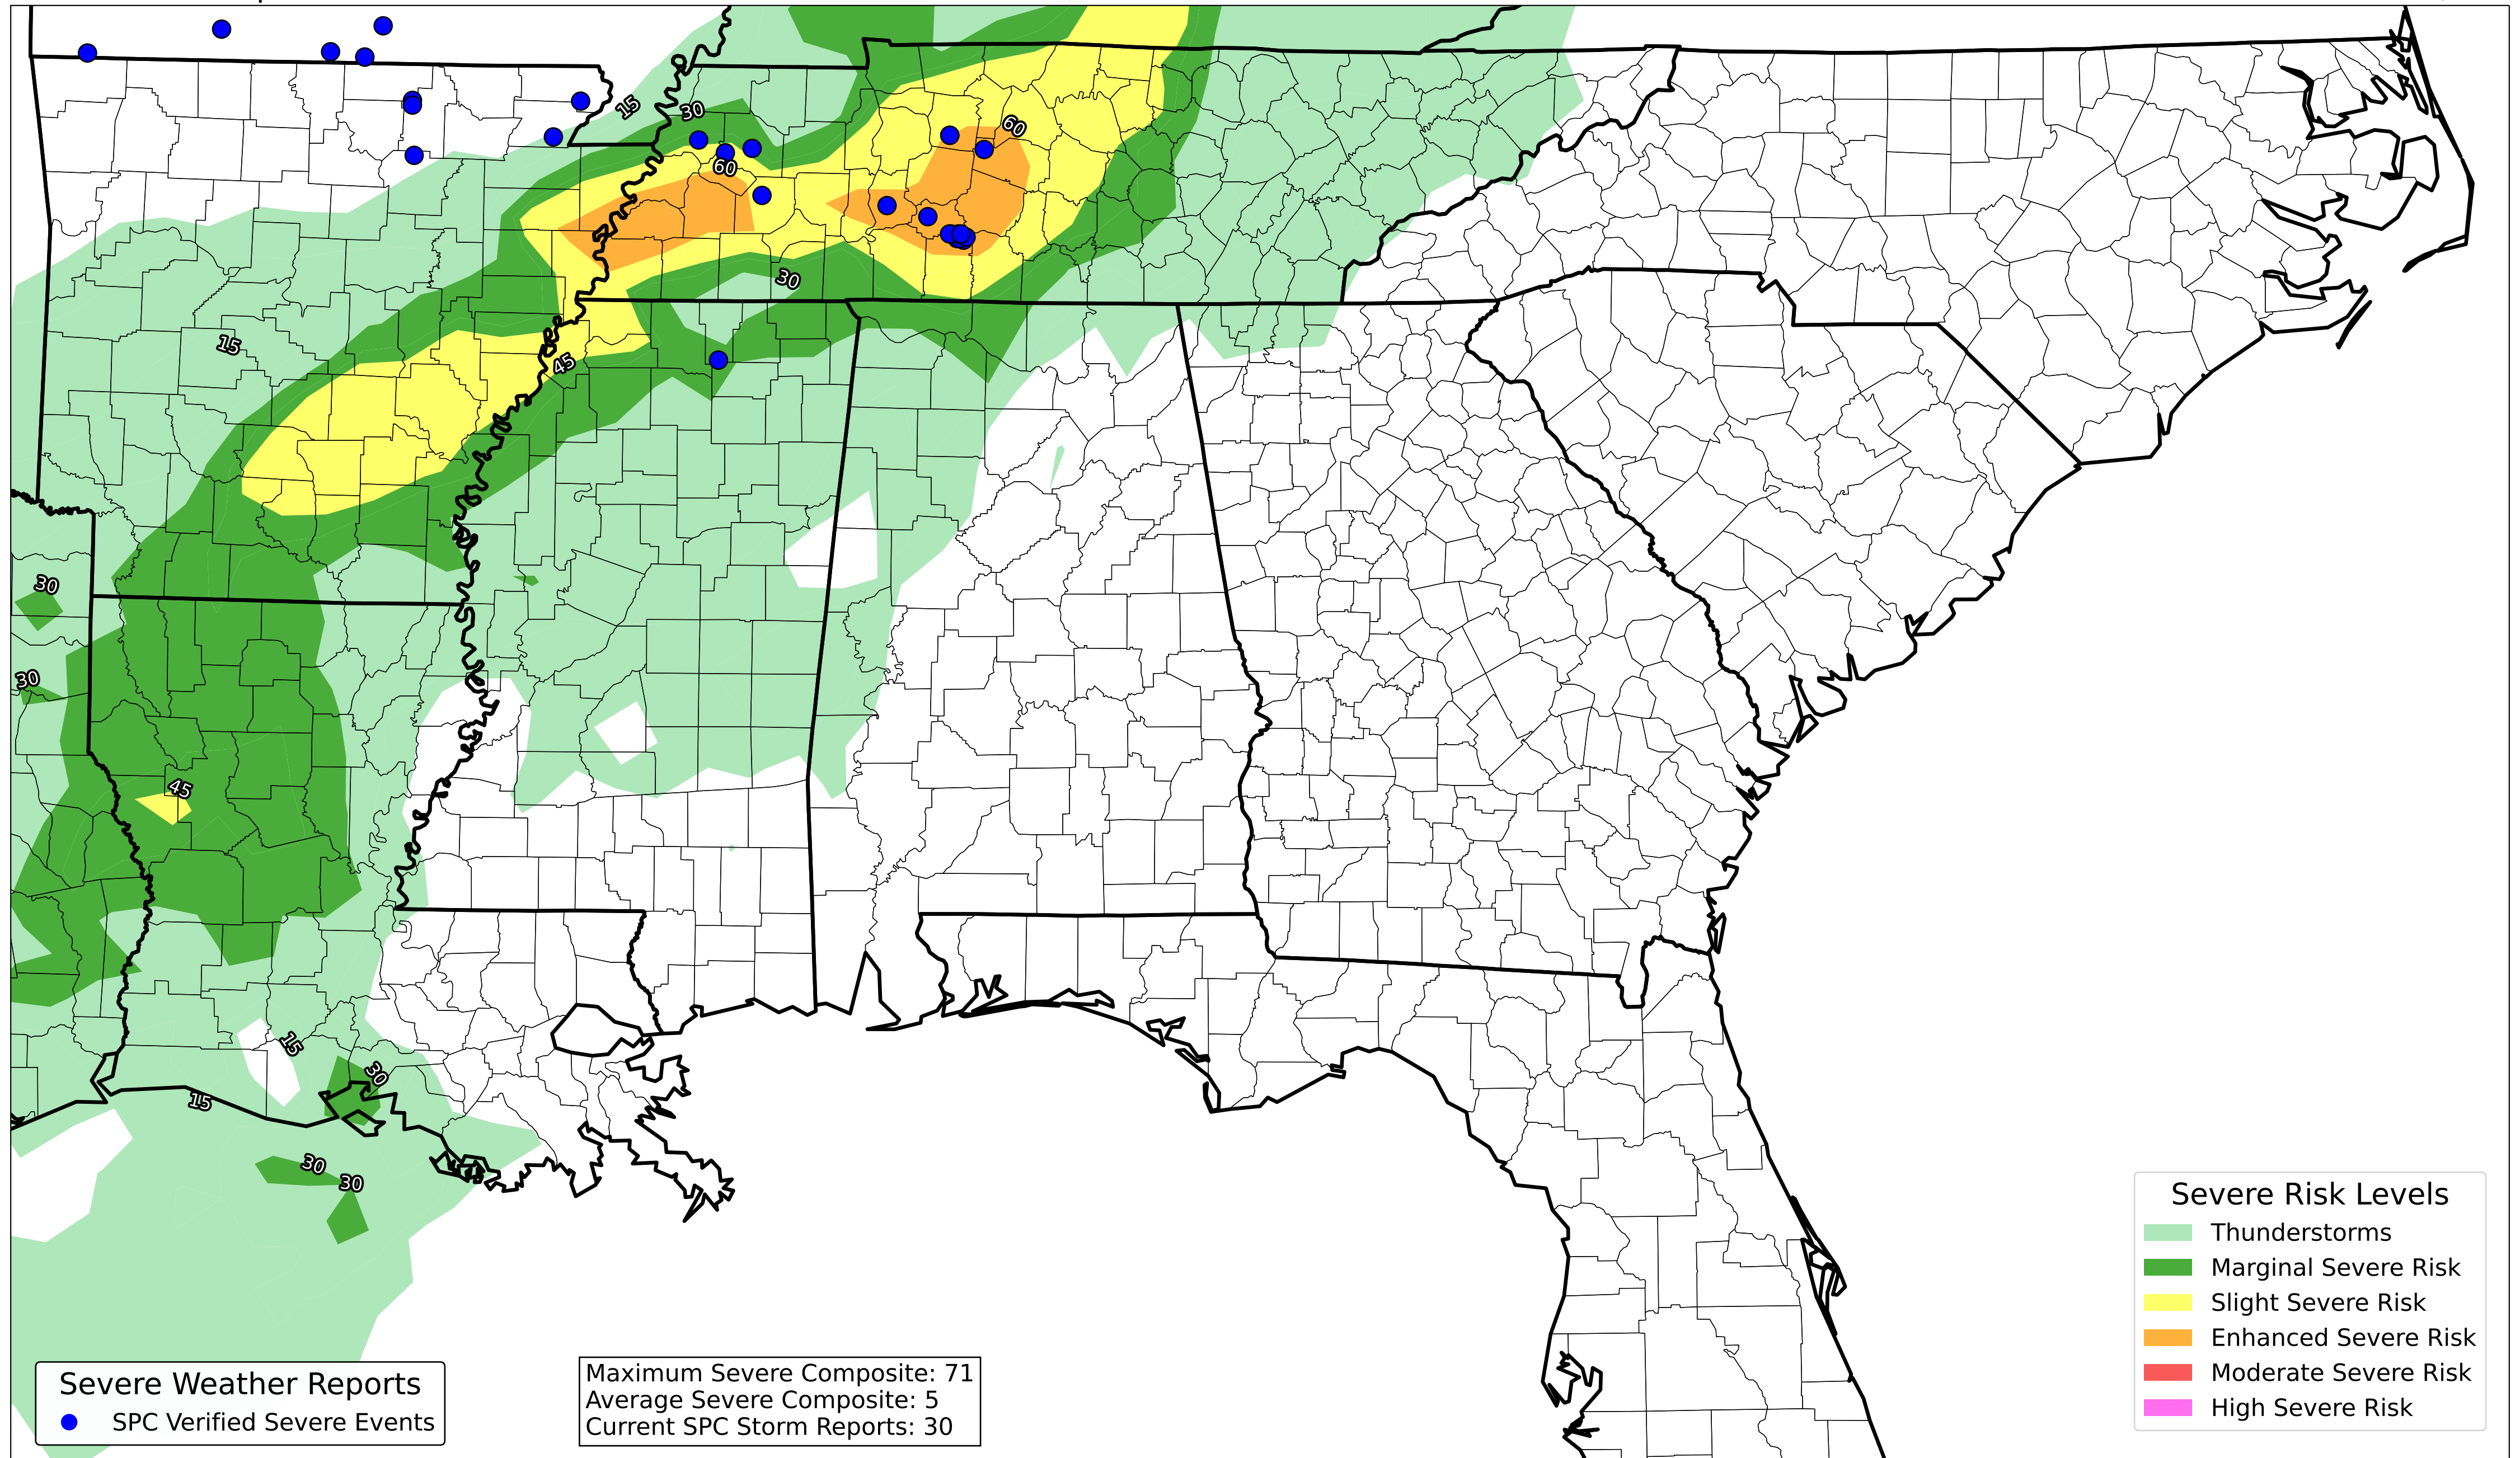 15
30
60
60
30
15
45
30
30
45
15
30
15
30
30
Severe Weather Reports
SPC Verified Severe Events
Maximum Severe Composite: 71
Average Severe Composite: 5
Current SPC Storm Reports: 30
Severe Risk Levels
Thunderstorms
Marginal Severe Risk
Slight Severe Risk
Enhanced Severe Risk
Moderate Severe Risk
High Severe Risk